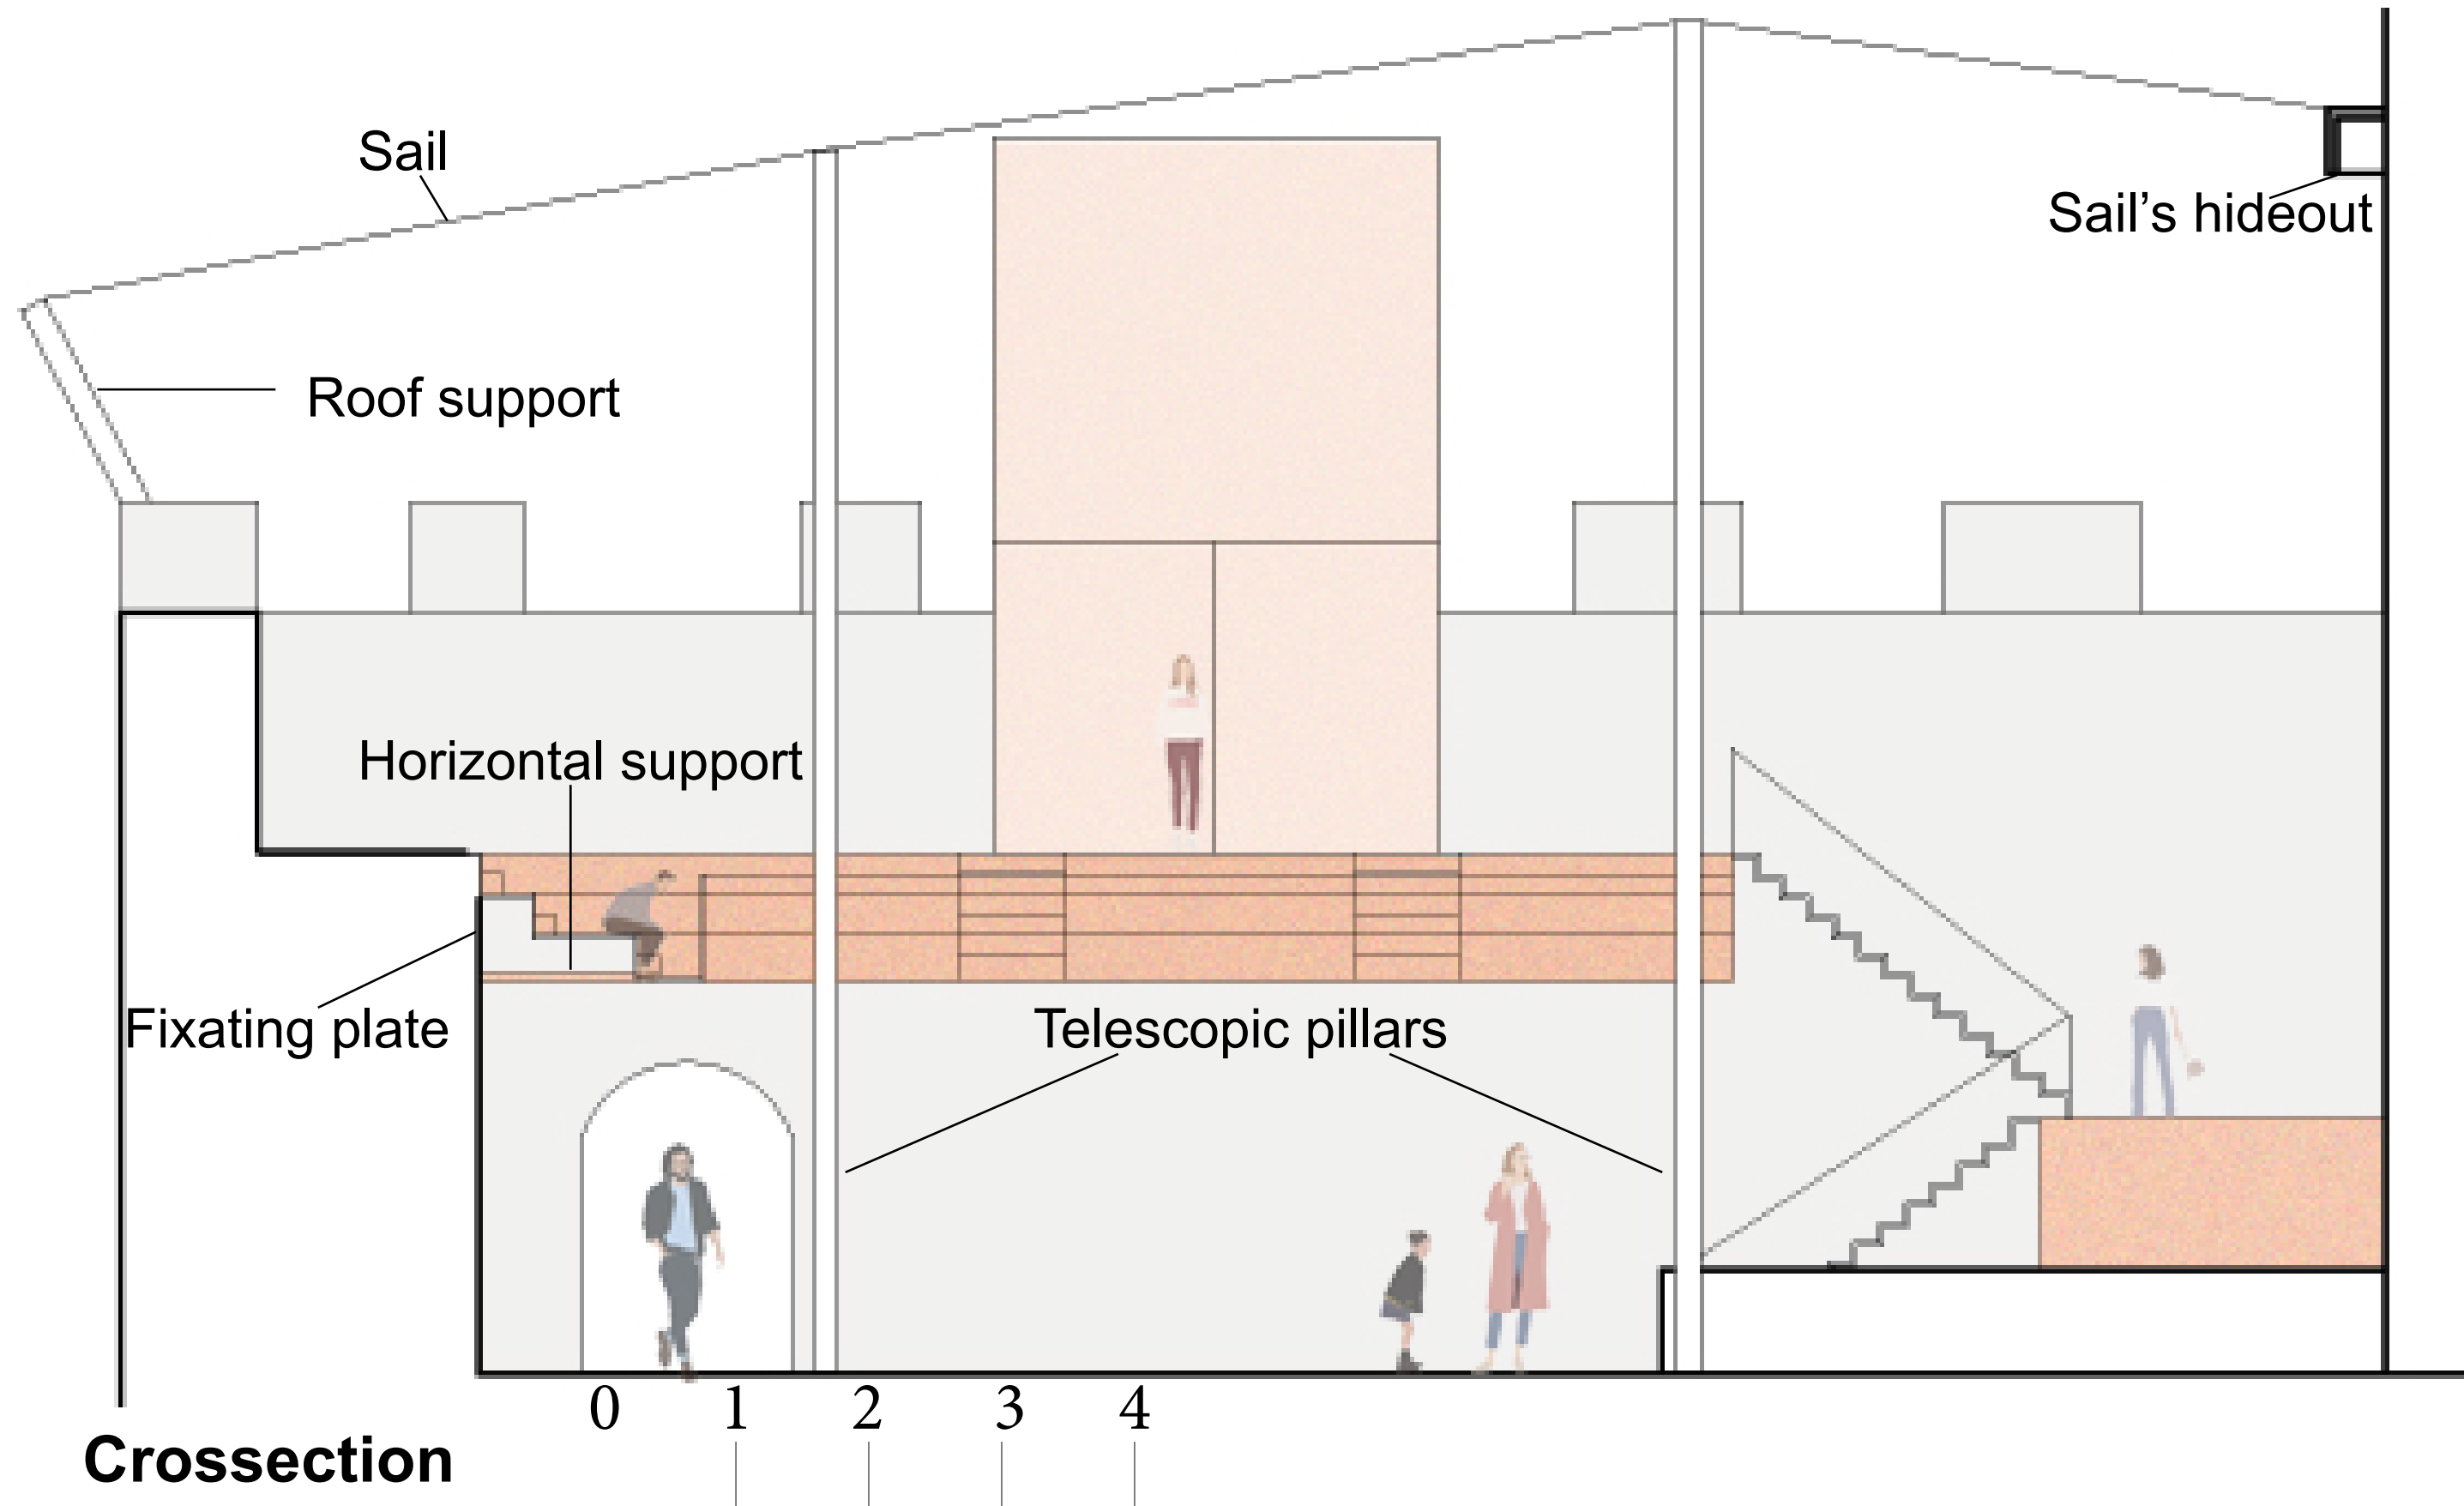 Sail
Sail’s hideout
Roof support
Horizontal support
Fixating plate
Telescopic pillars
0 1 2 3 4
Crossection